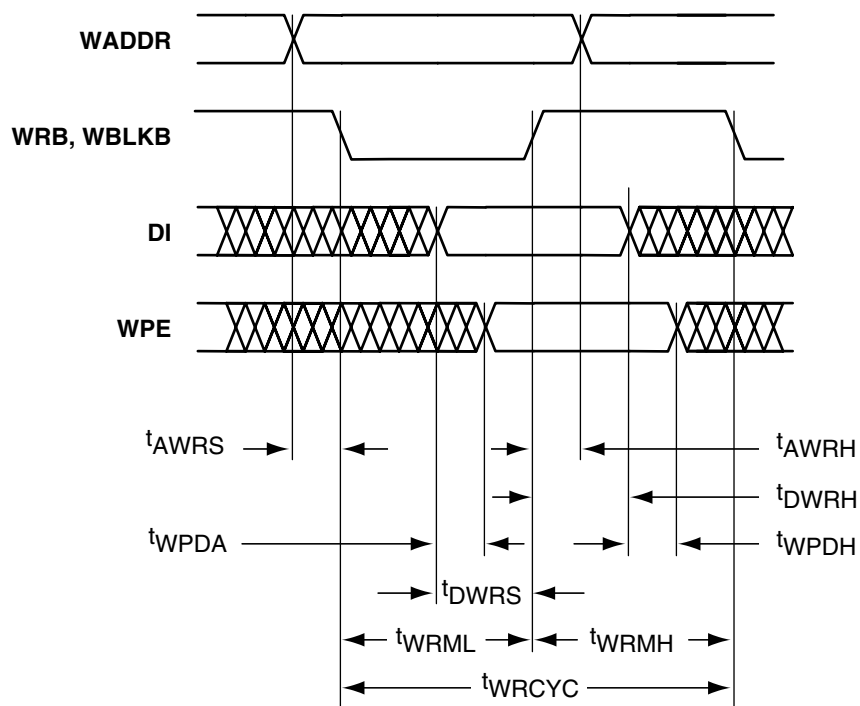 WADDR
WRB, WBLKB
DI
WPE
tAWRS
tAWRH
tDWRH
tWPDA
tWPDH
tDWRS
tWRML
tWRMH
tWRCYC